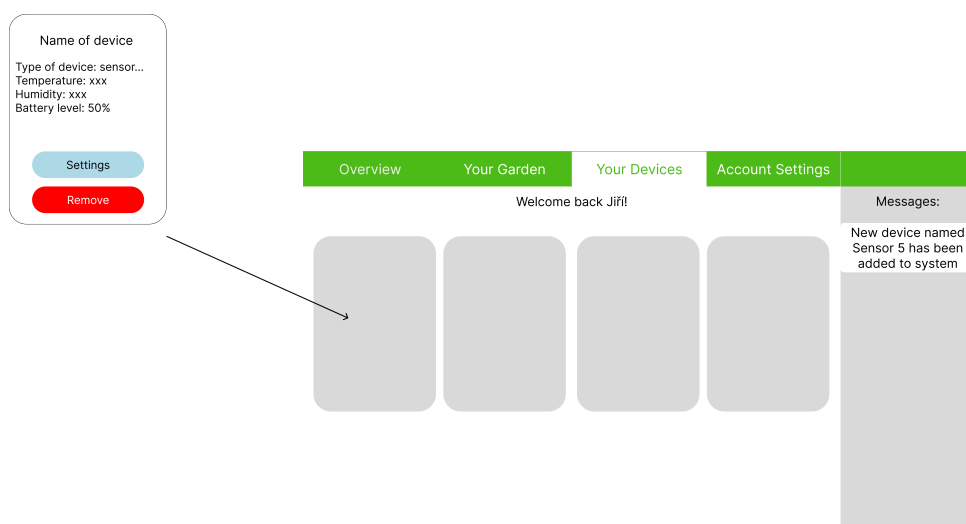 Name of device
Type of device: sensor...
Temperature: xxx
Humidity: xxx
Battery level: 50%
Settings
Remove
Overview
Your Garden
Your Devices
Account Settings
Welcome back Jiří!
Messages:
New device named
Sensor 5 has been
added to system